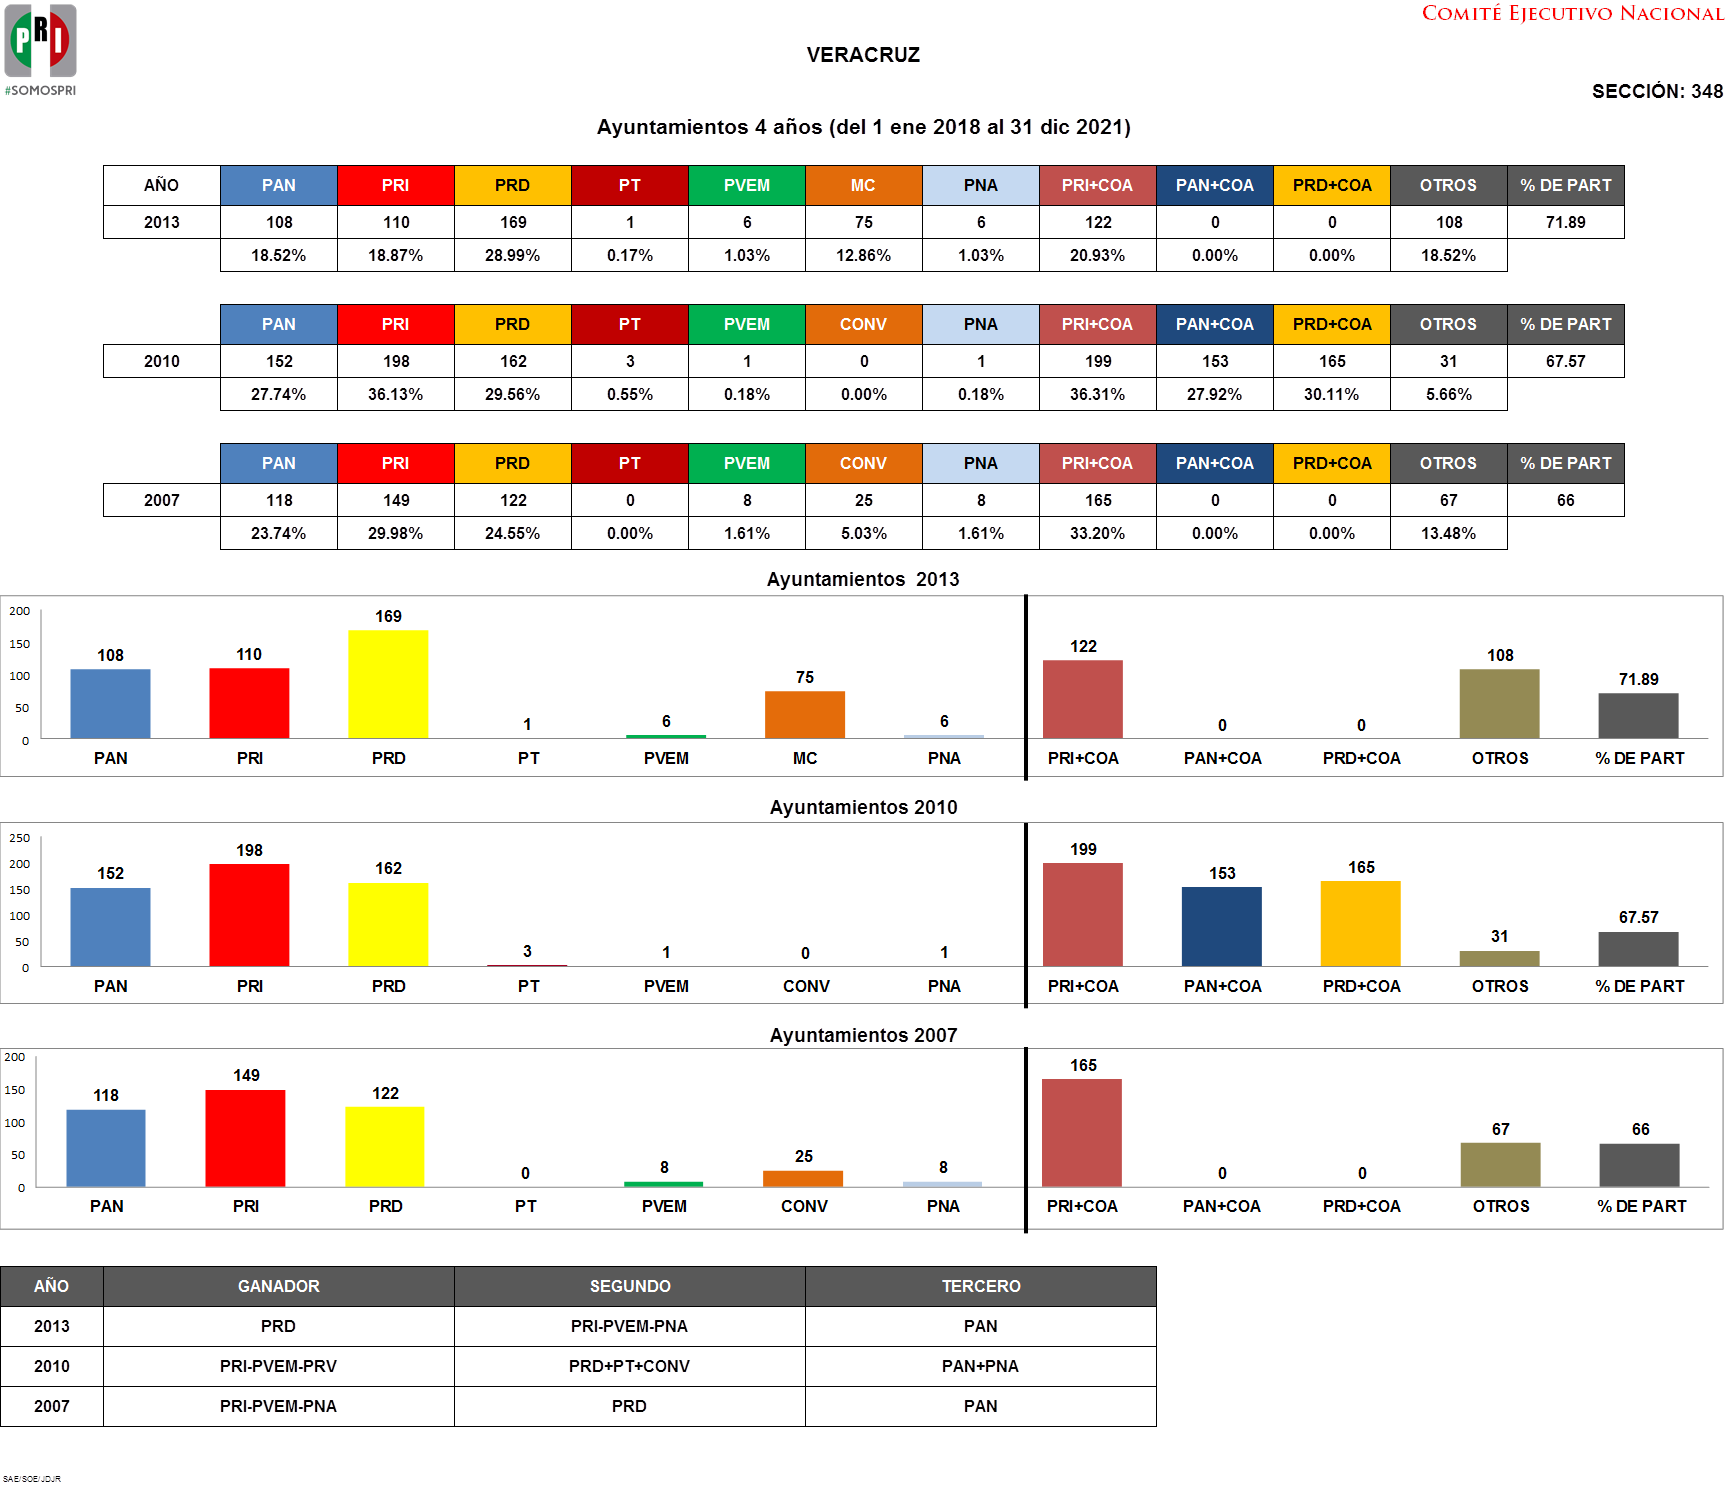 PRI
#SOMOSPRI
COMITÉ EJECUTIVO NACIONAL
VERACRUZ
SECCIÓN: 348
Ayuntamientos 4 años (del 1 ene 2018 al 31 dic 2021)
AÑO PAN PRI PRD PT PVEM MC PNA PRI+COA PAN+COA PRD+COA OTROS % DE PART
2013 108 110 169 1 6 75 6 122 0 0 108 71.89
18.52% 18.87% 28.99% 0.17% 1.03% 12.86% 1.03% 20.93% 0.00% 0.00% 18.52%
PAN PRI PRD PT PVEM CONV PNA PRI+COA PAN+COA PRD+COA OTROS % DE PART
2010 152 198 162 3 1 0 1 199 153 165 31 67.57
27.74% 36.13% 29.56% 0.55% 0.18% 0.00% 0.18% 36.31% 27.92% 30.11% 5.66%
PAN PRI PRD PT PVEM CONV PNA PRI+COA PAN+COA PRD+COA OTROS % DE PART
2007 118 149 122 0 8 25 8 165 0 0 67 66
23.74% 29.98% 24.55% 0.00% 1.61% 5.03% 1.61% 33.20% 0.00% 0.00% 13.48%
Ayuntamientos 2013
200
150
100
50
0
108 110 169 1 6 75 6 122 0 0 108 71.89
PAN PRI PRD PT PVEM MC PNA PRI+COA PAN+COA PRD+COA OTROS % DE PART
Ayuntamientos 2010
250
200
150
100
50
0
152 198 162 3 1 0 1 199 153 165 31 67.57
PAN PRI PRD PT PVEM CONV PNA PRI+COA PAN+COA PRD+COA OTROS % DE PART
Ayuntamientos 2007
200
150
100
50
0
118 149 122 0 8 25 8 165 0 0 67 66
PAN PRI PRD PT PVEM CONV PNA PRI+COA PAN+COA PRD+COA OTROS % DE PART
AÑO GANADOR SEGUNDO TERCERO
2013 PRD PRI-PVEM-PNA PAN
2010 PRI-PVEM-PRV PRD+PT+CONV PAN+PNA
2007 PRI-PVEM-PNA PRD PAN
SAE/SOE/JDJR